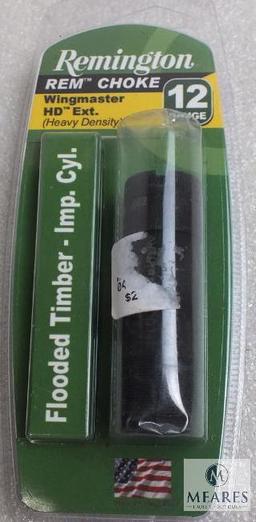 Remington
REM™ CHOKE
Wingmaster
HD™ Ext.
(Heavy Density)
12
GAUGE
Flooded Timber - Imp. Cyl.
$2
MEARES